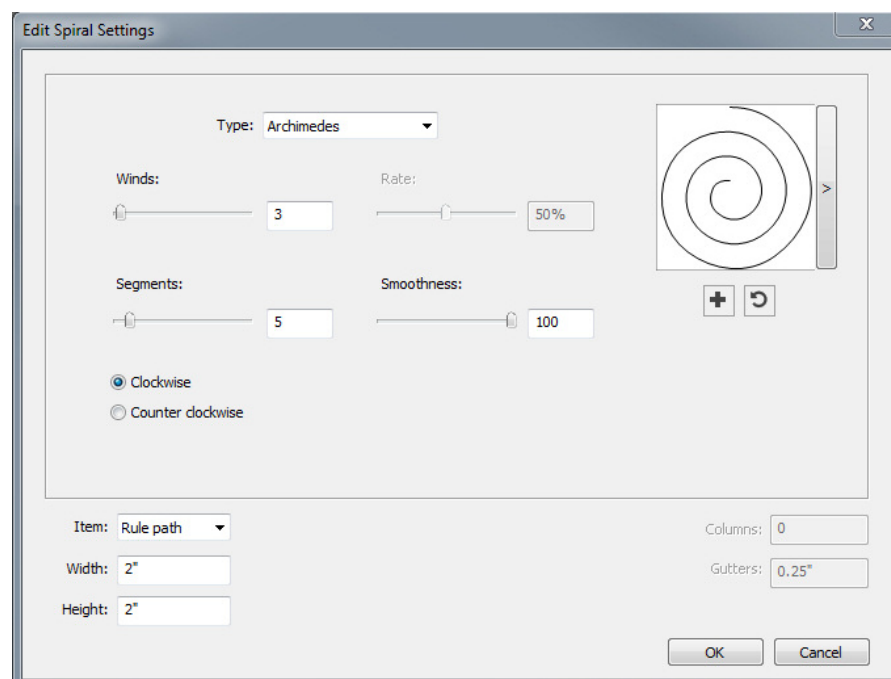 Edit Spiral Settings
Type: Archimedes
Winds: Rate:
3 50%
Segments: Smoothness:
5 100
Clockwise
Counter clockwise
>
Item: Rule path
Columns: 0
Width: 2"
Gutters: 0.25"
Height: 2"
OK Cancel